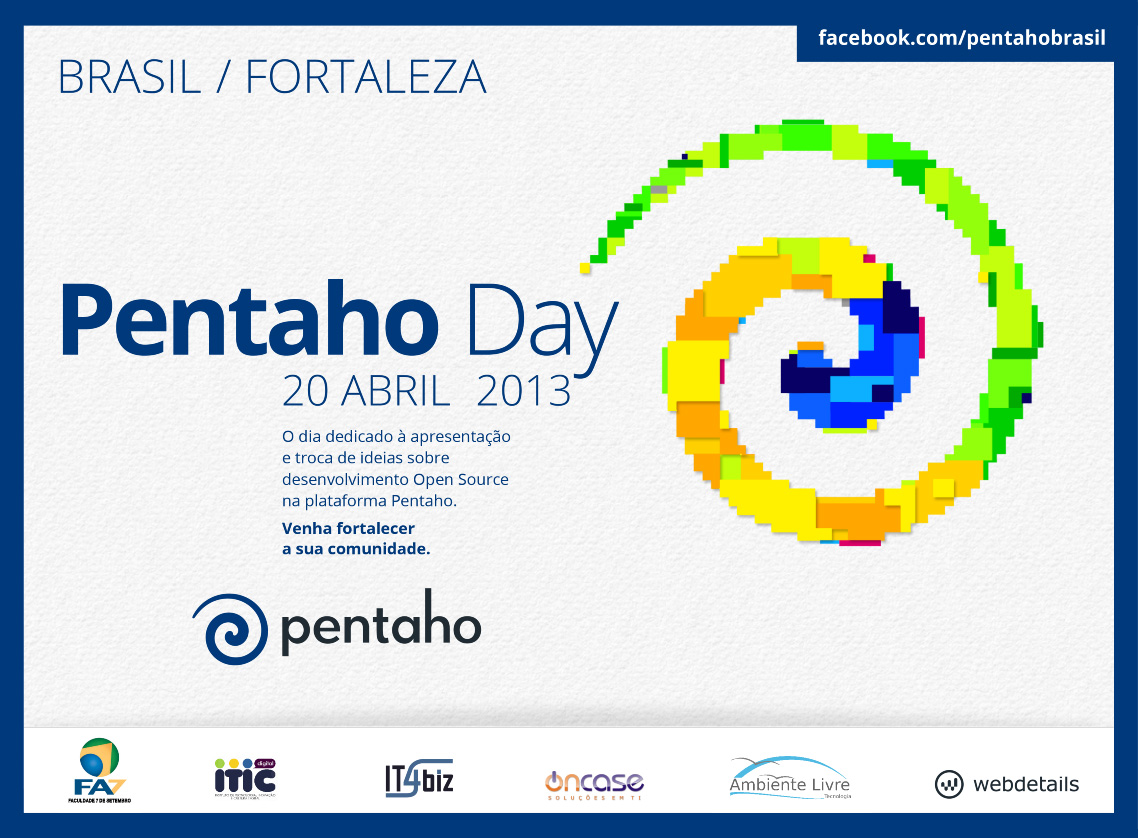 facebook.com/pentahobrasil
BRASIL / FORTALEZA
Pentaho Day
20 ABRIL 2013
O dia dedicado à apresentação
e troca de ideias sobre
desenvolvimento Open Source
na plataforma Pentaho.
Venha fortalecer
a sua comunidade.
pentaho
FA7
FACULDADE 7 DE SETEMBRO
digital
iTiC
IT4biz
oncase
SOLUÇÕES EM TI
Ambiente Livre
Tecnologia
webdetails